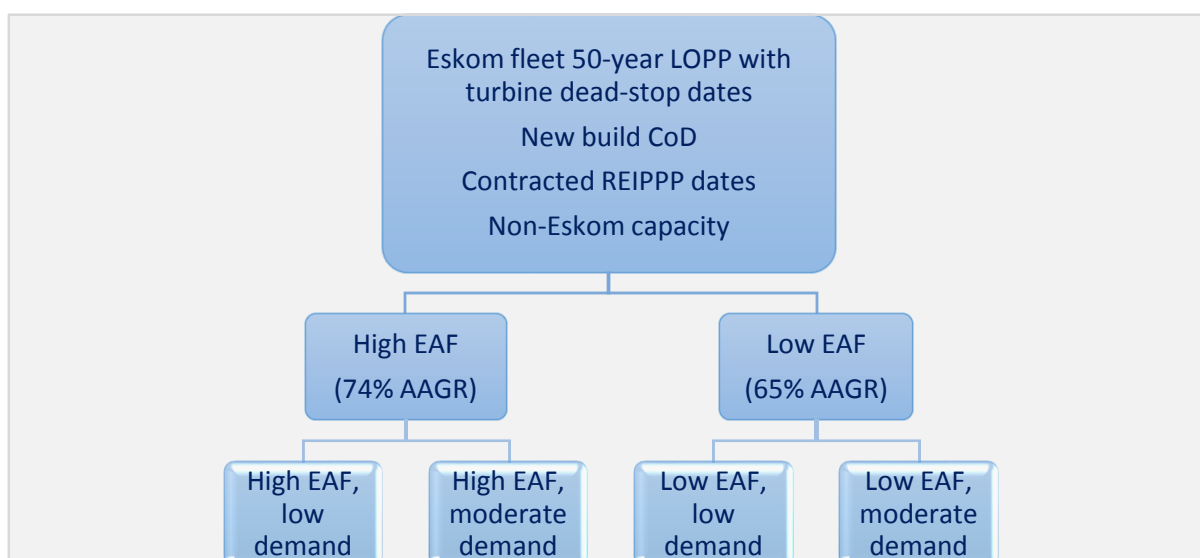 Eskom fleet 50-year LOPP with
turbine dead-stop dates
New build CoD
Contracted REIPPP dates
Non-Eskom capacity
High EAF
(74% AAGR)
Low EAF
(65% AAGR)
High EAF,
low
demand
High EAF,
moderate
demand
Low EAF,
low
demand
Low EAF,
moderate
demand